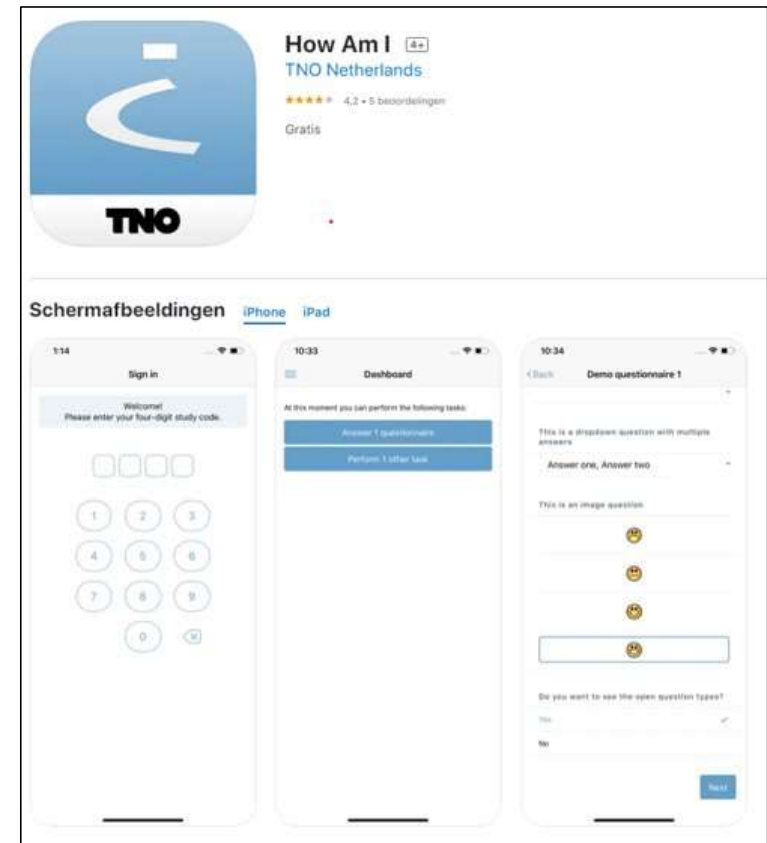 How Am I 4+
TNO Netherlands
4,2 • 5 beoordelingen
Gratis
TNO
Schermafbeeldingen iPhone iPad
1:14
Sign in
Welcome!
Please enter your four-digit study code.
1 2 3
4 5 6
7 8 9
0
10:33
Dashboard
At this moment you can perform the following tasks:
Answer 1 questionnaire
Perform 1 other task
10:34
Back Demo questionnaire 1
This is a dropdown question with multiple
answers
Answer one, Answer two
This is an image question
Do you want to see the open question types?
Yes
No
Next